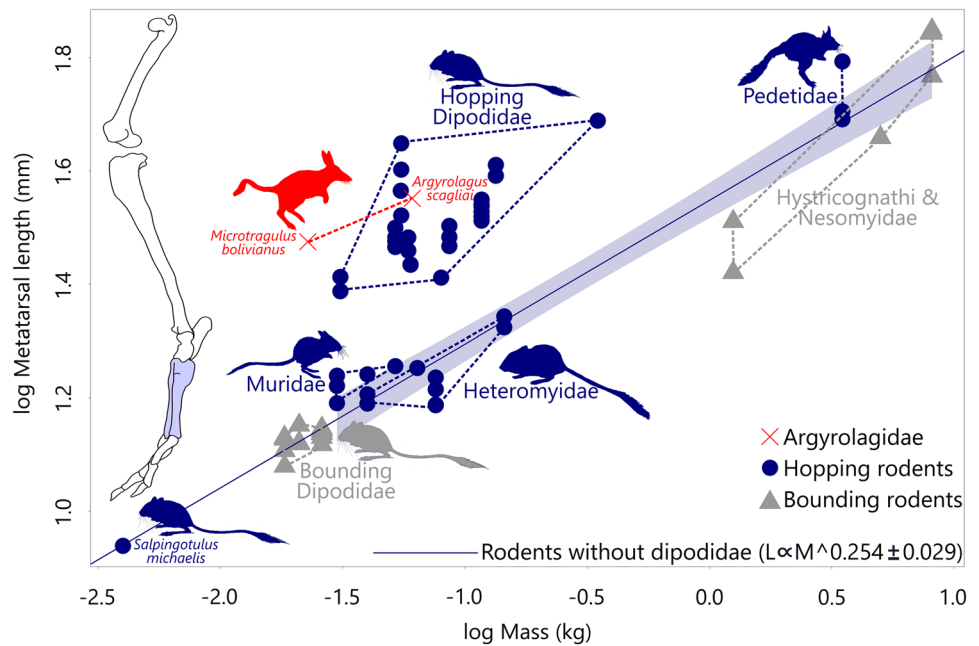 1.8
1.6
1.4
1.2
1.0
log Metatarsal length (mm)
Hopping
Dipodidae
Pedetidae
Argyrolagus
scagliai
Microtragulus
bolivianus
Hystricognathi &
Nesomyidae
Muridae
Heteromyidae
Bounding
Dipodidae
Salpingotulus
michaelis
Argyrolagidae
Hopping rodents
Bounding rodents
Rodents without dipodidae (L∝M^0.254±0.029)
-2.5 -2.0 -1.5 -1.0 -0.5 0.0 0.5 1.0
log Mass (kg)